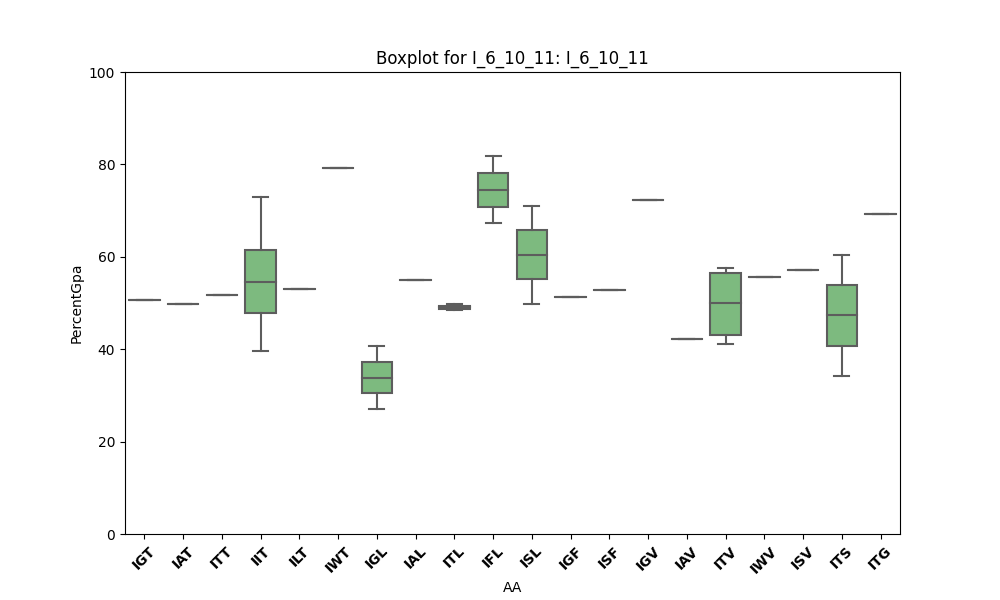 Boxplot for I_6_10_11: I_6_10_11
PercentGpa
100
80
60
40
20
0
IGT IAT ITT IIT ILT IWT IGL IAL ITL IFL ISL IGF ISF IGV IAV ITV IWV ISV ITS ITG
AA